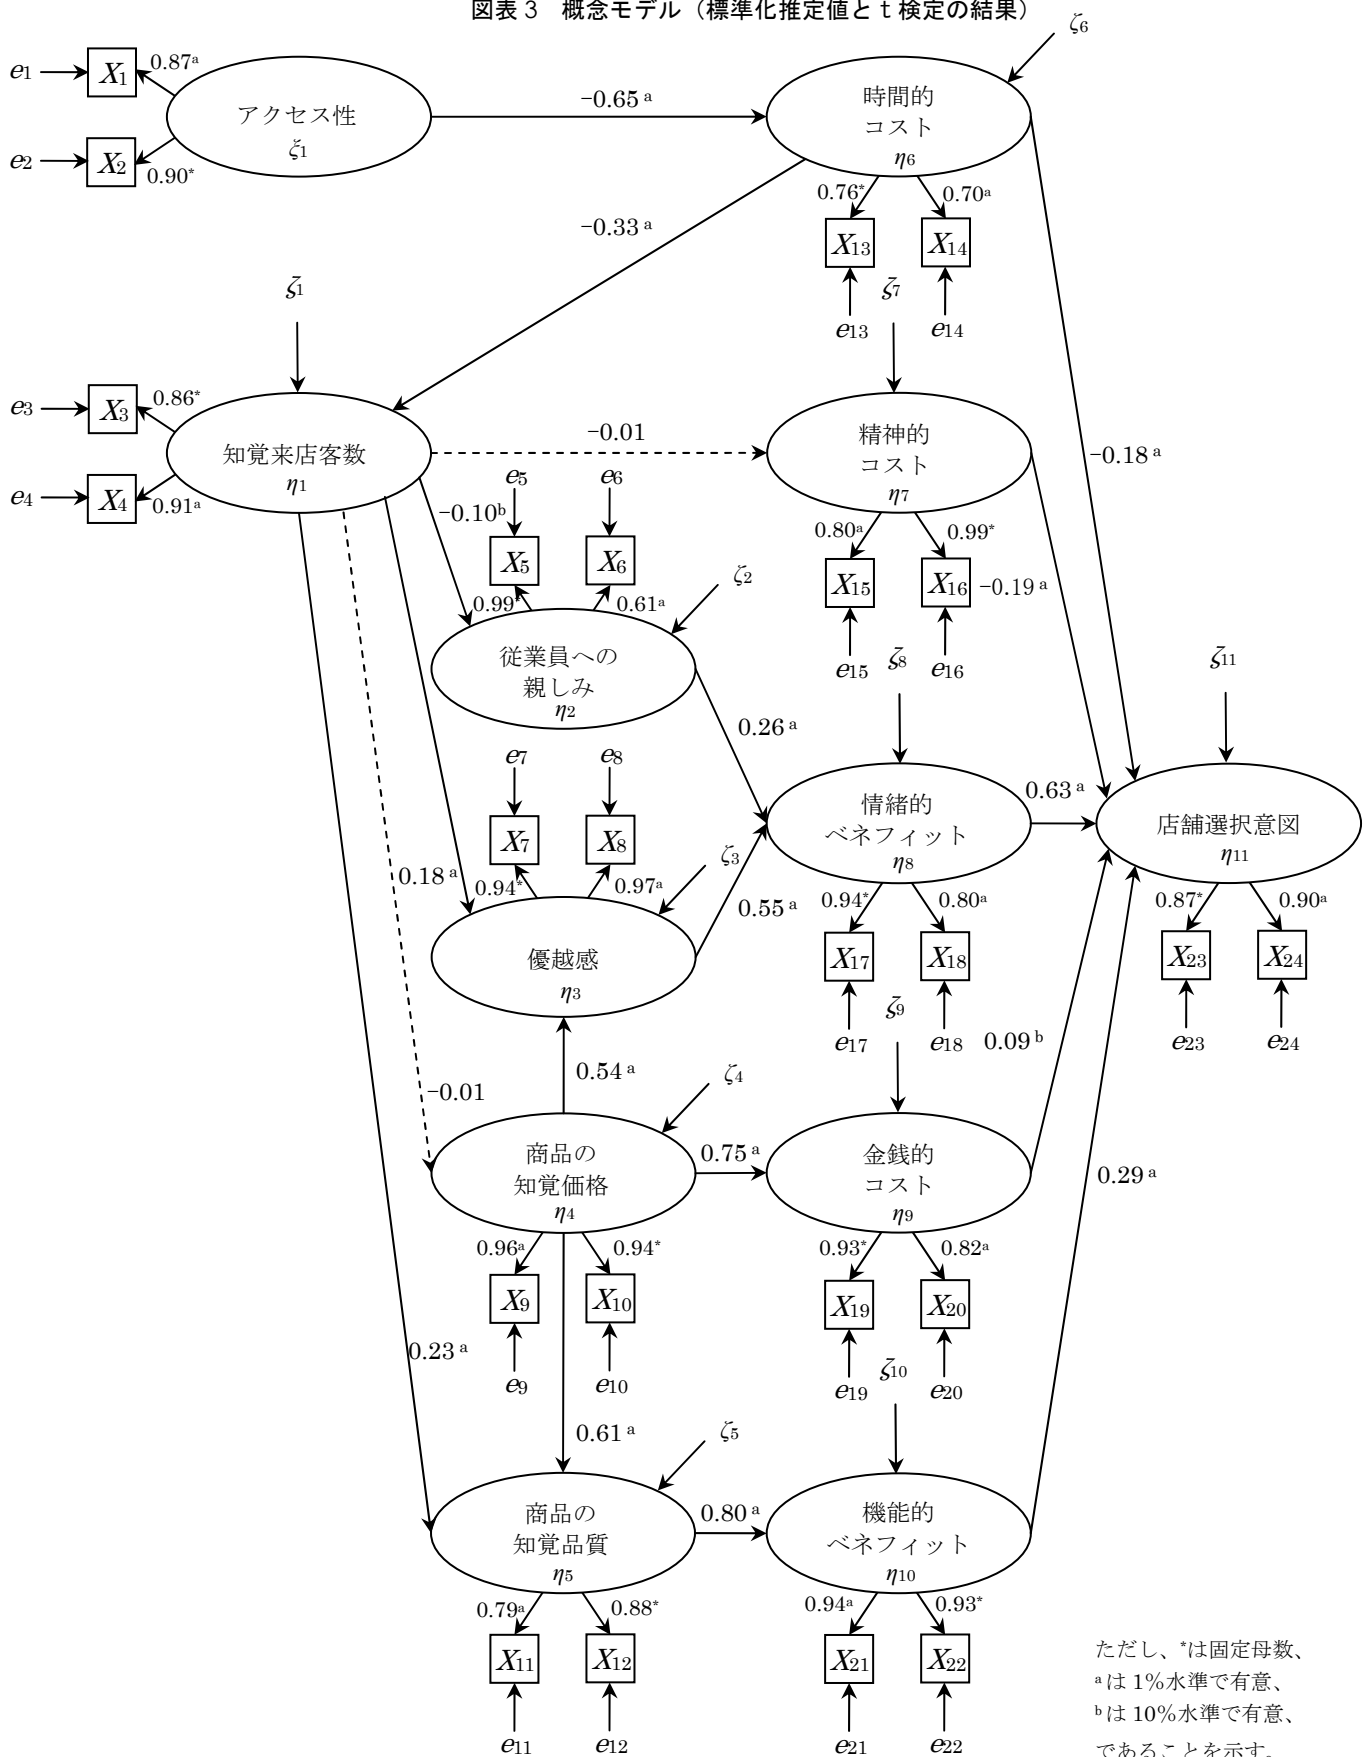 図表3 概念モデル（標準化推定値とt検定の結果）
ζ6
e1 X1 0.87a
アクセス性
ξ1
e2 X2 0.90*
−0.65 a
時間的
コスト
η6
0.76* 0.70a
X13 X14
e13 e14
−0.33 a
ζ1
ζ7
e3 X3 0.86*
知覚来店客数
η1
e4 X4 0.91a
−0.01
精神的
コスト
η7
0.80a 0.99*
X15 X16
e15 e16
−0.18 a
−0.19 a
−0.10b
e5 e6
X5 X6
0.99* 0.61a
ζ2
従業員への
親しみ
η2
0.26 a
ζ8
ζ11
e7 e8
X7 X8
0.94* 0.97a
ζ3
0.18 a
優越感
η3
0.55 a
情緒的
ベネフィット
η8
0.63 a
店舗選択意図
η11
0.94* 0.80a
X17 X18
e17 e18
0.87* 0.90a
X23 X24
e23 e24
ζ9
0.09 b
0.54 a
ζ4
−0.01
商品の
知覚価格
η4
0.75 a
金銭的
コスト
η9
0.29 a
0.96a 0.94*
X9 X10
e9 e10
0.93* 0.82a
X19 X20
e19 e20
ζ10
0.23 a
0.61 a
ζ5
商品の
知覚品質
η5
0.80 a
機能的
ベネフィット
η10
0.79a 0.88*
X11 X12
e11 e12
0.94a 0.93*
X21 X22
e21 e22
ただし、*は固定母数、
aは1%水準で有意、
bは10%水準で有意、
であることを示す。